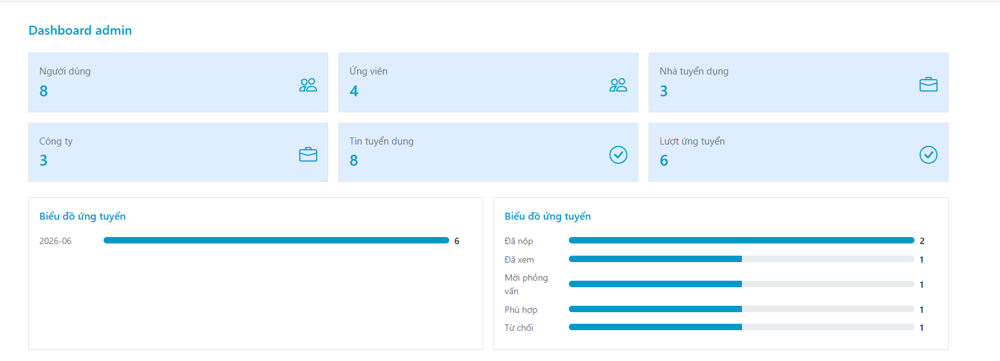 Dashboard admin
Người dùng
8
Ứng viên
4
Nhà tuyển dụng
3
Công ty
3
Tin tuyển dụng
8
Lượt ứng tuyển
6
Biểu đồ ứng tuyển
2026-06 6
Biểu đồ ứng tuyển
Đã nộp 2
Đã xem 1
Mời phỏng
vấn 1
Phù hợp 1
Từ chối 1